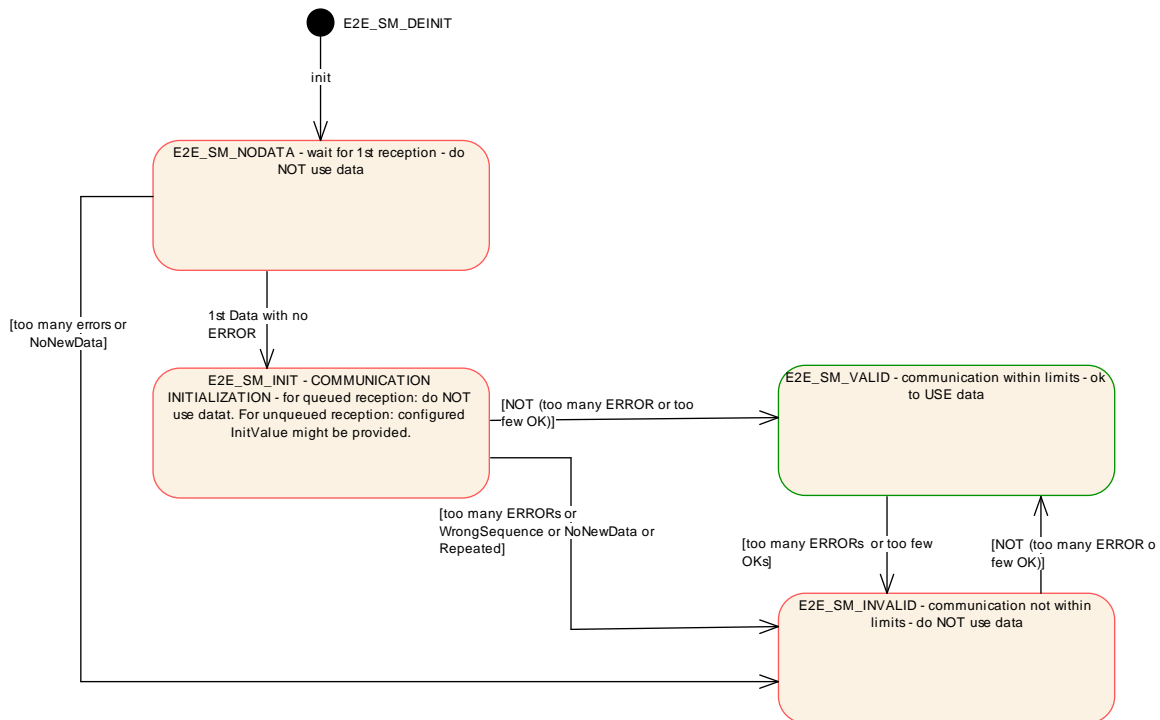 E2E_SM_DEINIT
init
E2E_SM_NODATA - wait for 1st reception - do
NOT use data
[too many errors or
NoNewData]
1st Data with no
ERROR
E2E_SM_INIT - COMMUNICATION
INITIALIZATION - for queued reception: do NOT
use datat. For unqueued reception: configured
InitValue might be provided.
[NOT (too many ERROR or too
few OK)]
E2E_SM_VALID - communication within limits - ok
to USE data
[too many ERRORs or
WrongSequence or NoNewData or
Repeated]
[too many ERRORs or too few
OKs]
[NOT (too many ERROR o
few OK)]
E2E_SM_INVALID - communication not within
limits - do NOT use data